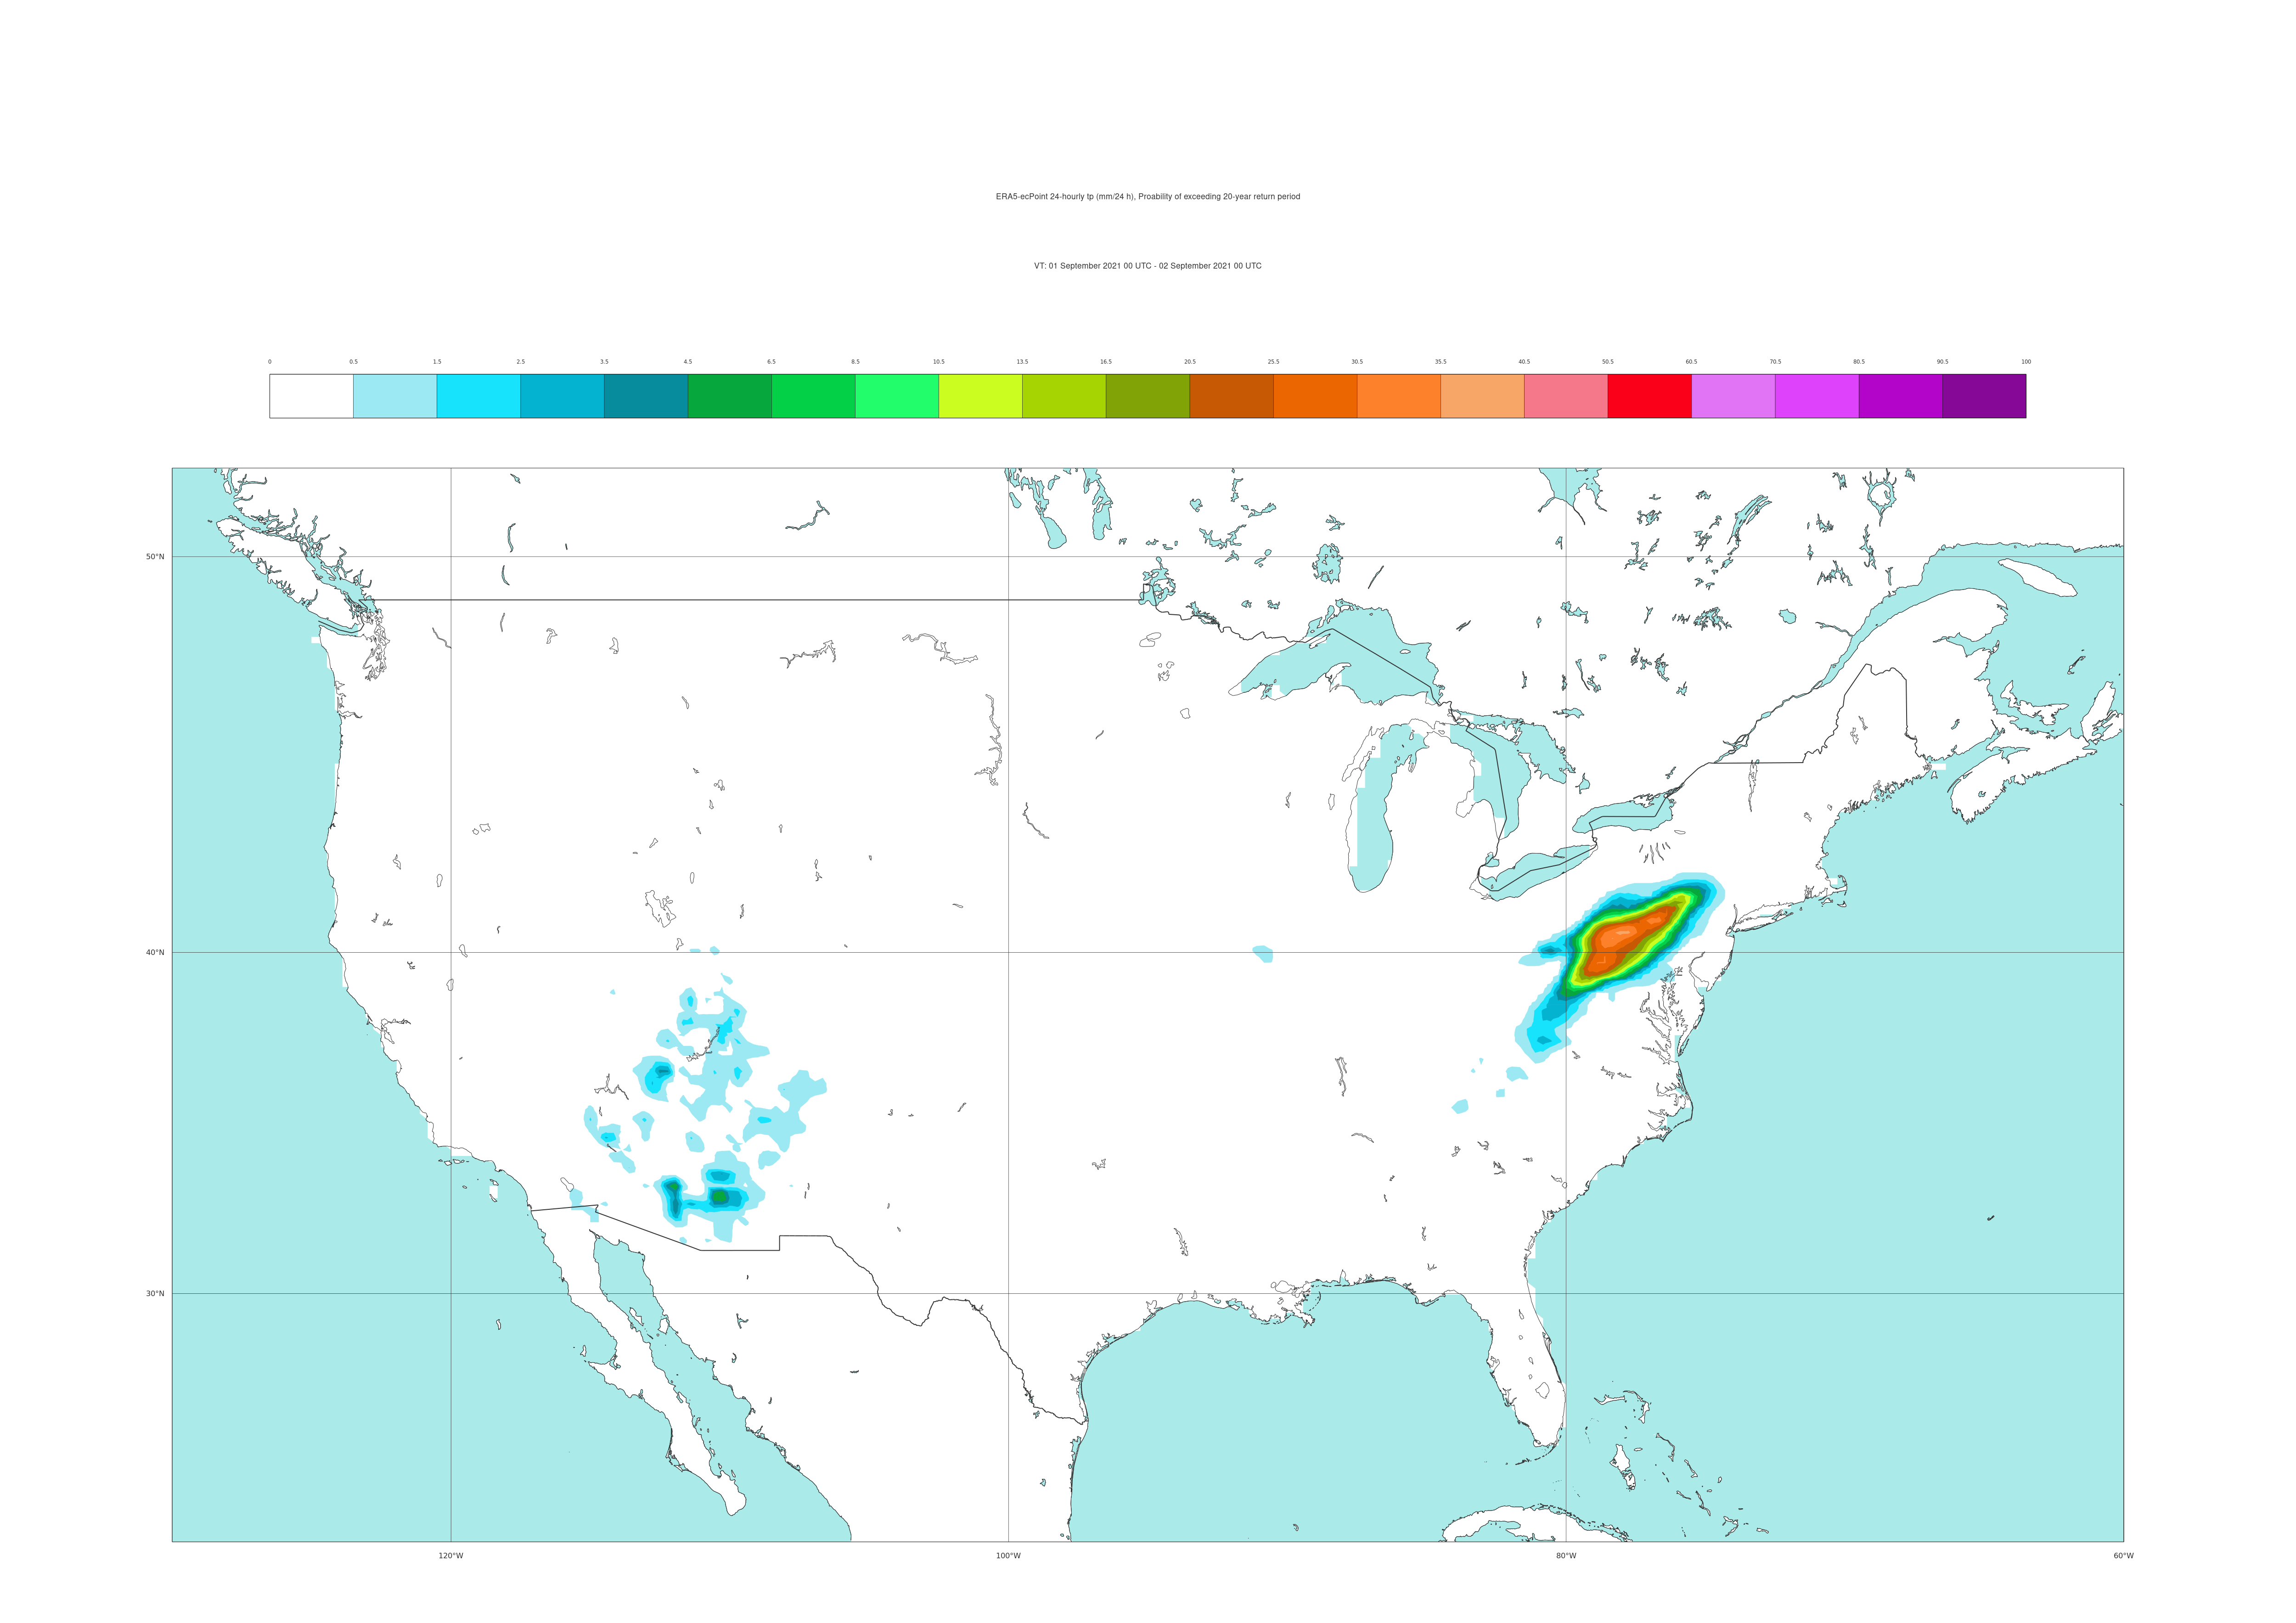 ERA5-ecPoint 24-hourly tp (mm/24 h), Proability of exceeding 20-year return period
VT: 01 September 2021 00 UTC - 02 September 2021 00 UTC
0 0.5 1.5 2.5 3.5 4.5 6.5 8.5 10.5 13.5 16.5 20.5 25.5 30.5 35.5 40.5 50.5 60.5 70.5 80.5 90.5 100
50°N
40°N
30°N
120°W 100°W 80°W 60°W